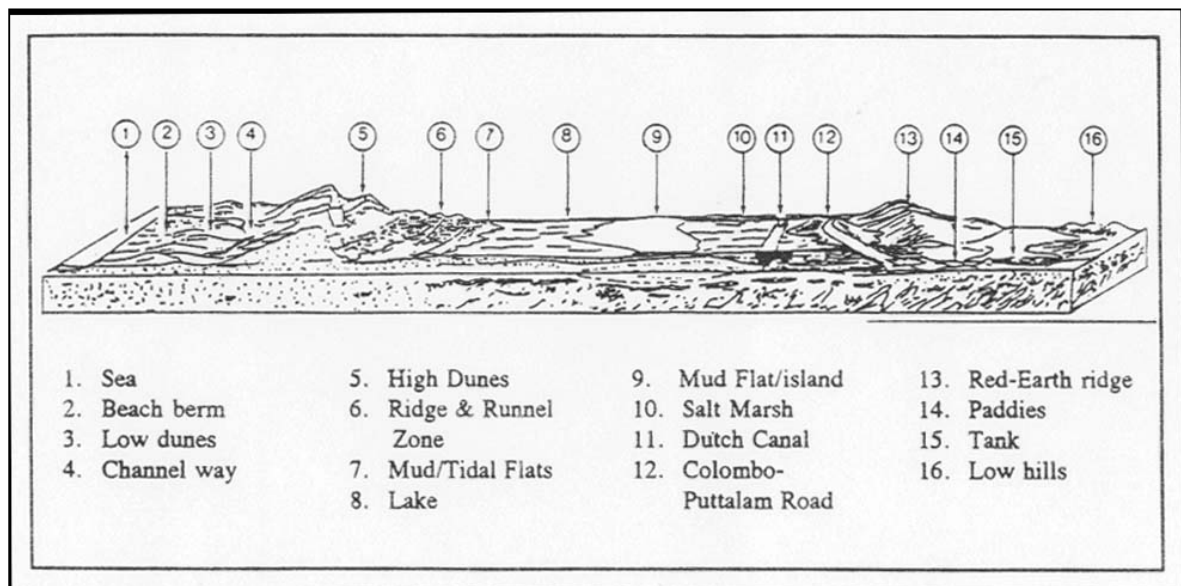 1 2 3 4 5 6 7 8 9 10 11 12 13 14 15 16
1. Sea
2. Beach berm
3. Low dunes
4. Channel way
5. High Dunes
6. Ridge & Runnel
Zone
7. Mud/Tidal Flats
8. Lake
9. Mud Flat/island
10. Salt Marsh
11. Dutch Canal
12. Colombo-
Puttalam Road
13. Red-Earth ridge
14. Paddies
15. Tank
16. Low hills